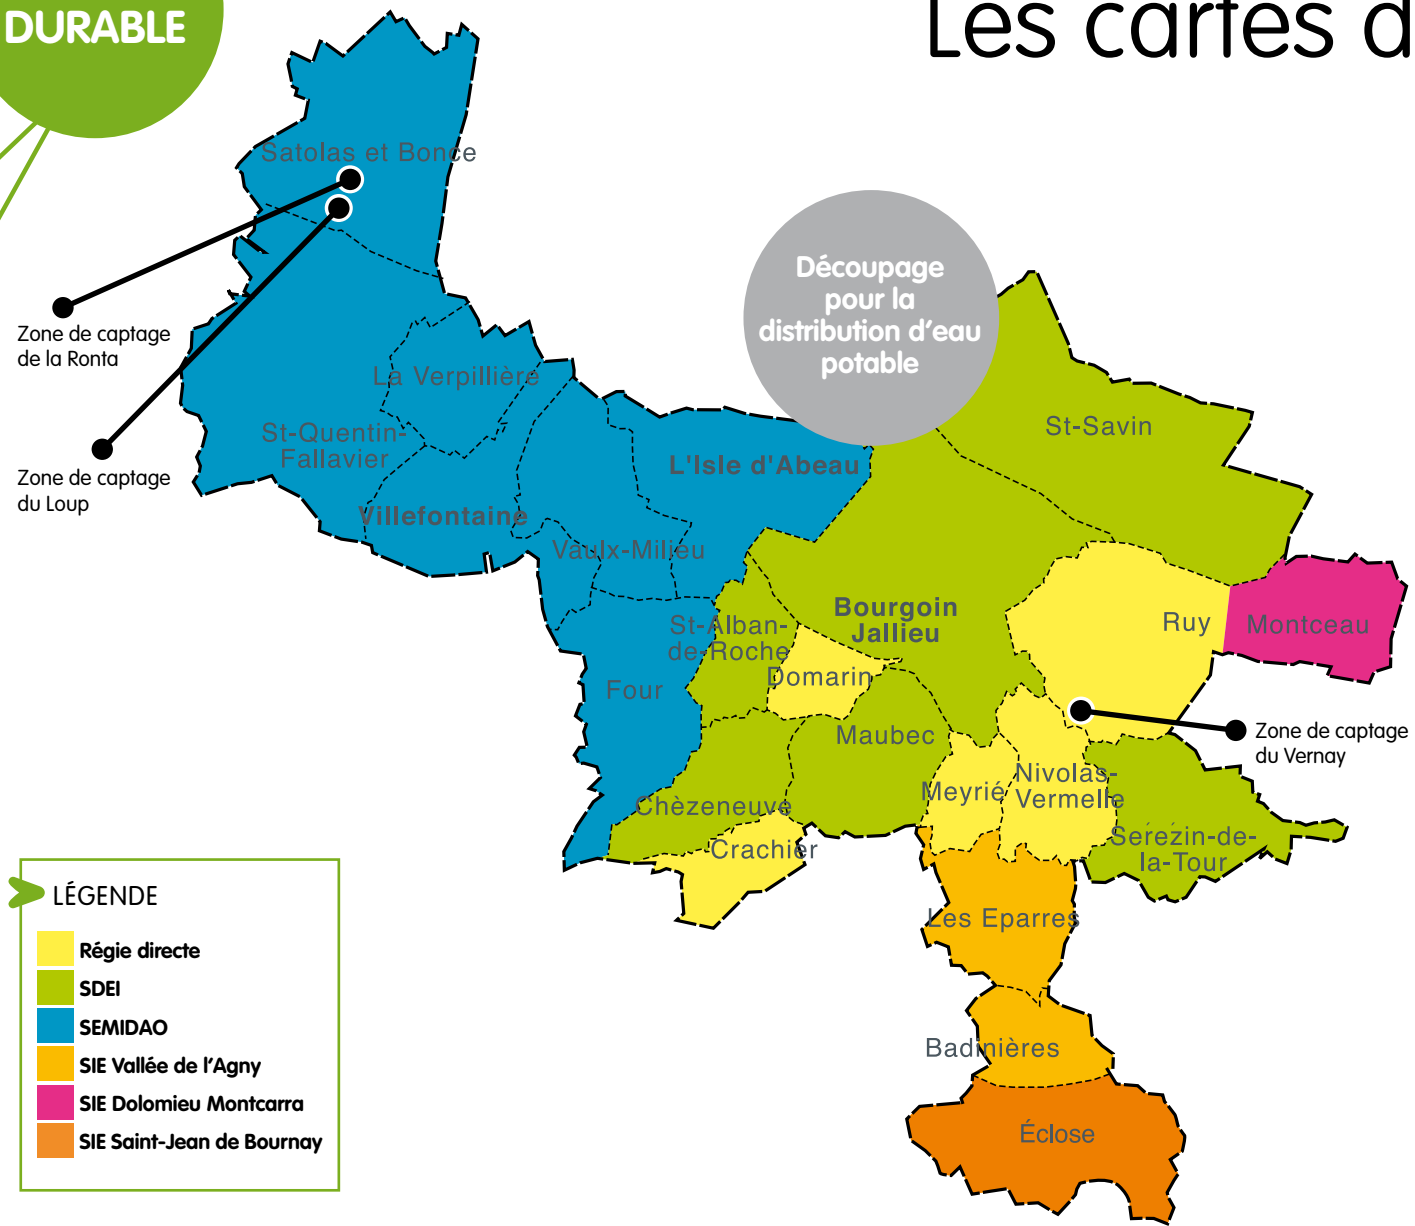 DURABLE
Les cartes d
Satolas et Bonce
Découpage
pour la
distribution d'eau
potable
Zone de captage
de la Ronta
La Verpillière
St-Quentin-
Fallavier
St-Savin
L'Isle d'Abeau
Zone de captage
du Loup
Villefontaine
Vaulx-Milieu
Bourgoin
Jallieu
Ruy
Montceau
St-Alban-
de-Roche
Domarin
Four
Maubec
Zone de captage
du Vernay
Meyrié
Nivolas-
Vermelle
Chèzeneuve
Crachier
Serézin-de-
la-Tour
Les Eparres
Badinières
Éclose
LÉGENDE
Régie directe
SDEI
SEMIDAO
SIE Vallée de l'Agny
SIE Dolomieu Montcarra
SIE Saint-Jean de Bournay